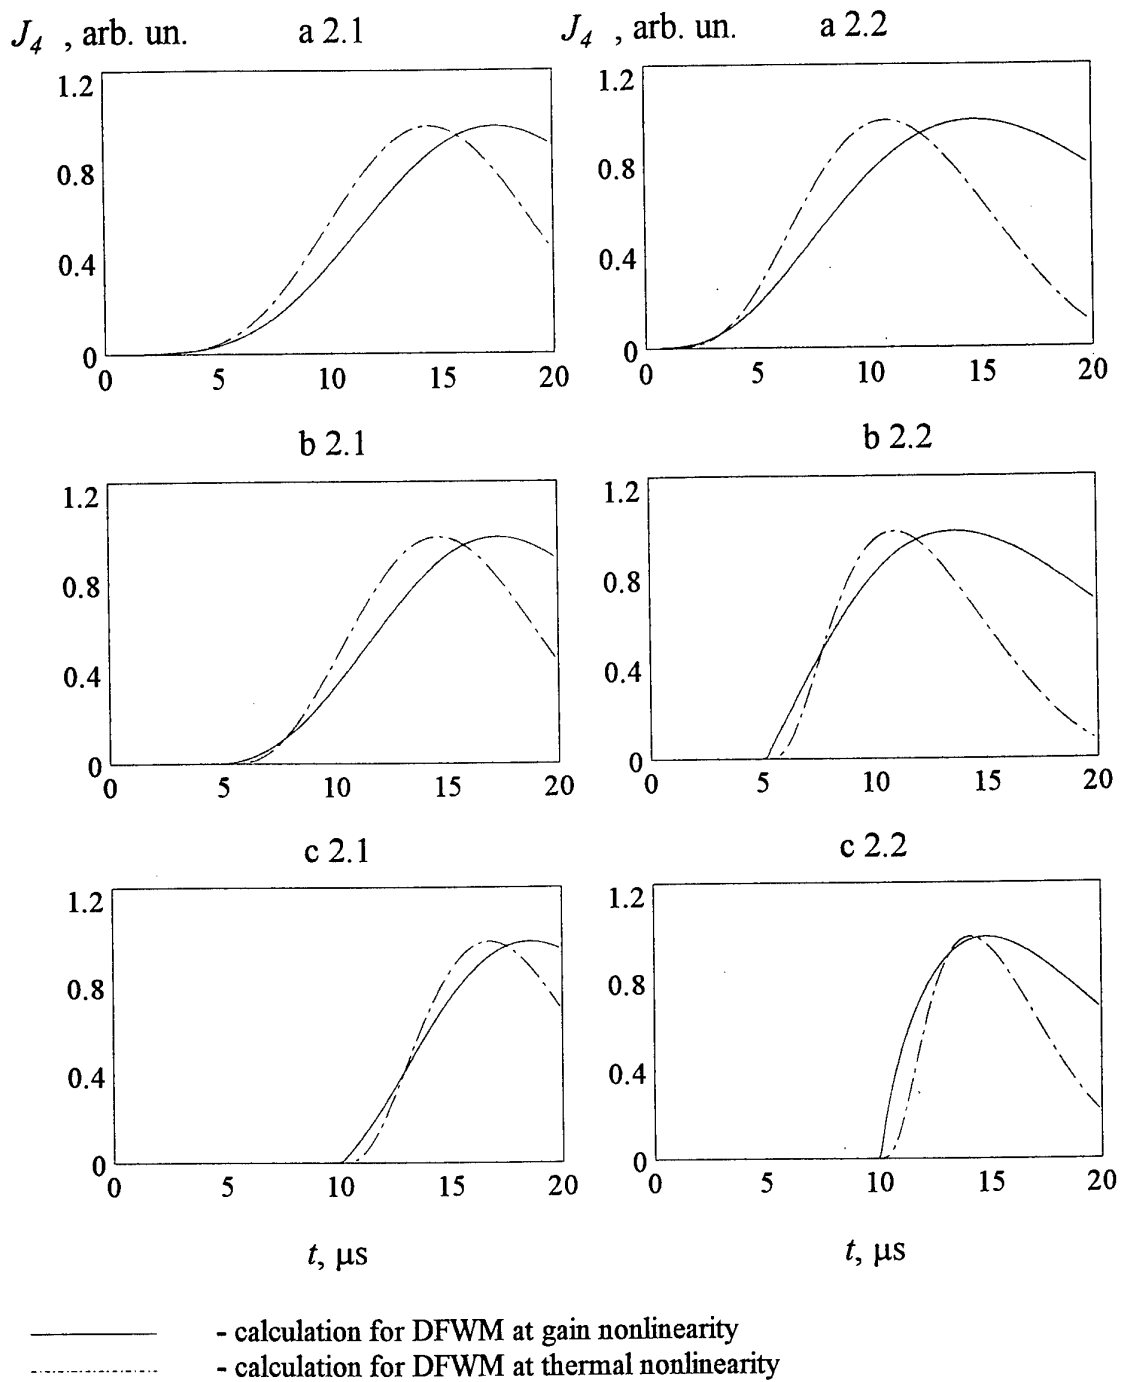 J4 , arb. un. a 2.1 J4 , arb. un. a 2.2
1.2 1.2
0.8 0.8
0.4 0.4
0 0
0 5 10 15 20 0 5 10 15 20
b 2.1 b 2.2
1.2 1.2
0.8 0.8
0.4 0.4
0 0
0 5 10 15 20 0 5 10 15 20
c 2.1 c 2.2
1.2 1.2
0.8 0.8
0.4 0.4
0 0
0 5 10 15 20 0 5 10 15 20
t, μs t, μs
- calculation for DFWM at gain nonlinearity
- calculation for DFWM at thermal nonlinearity